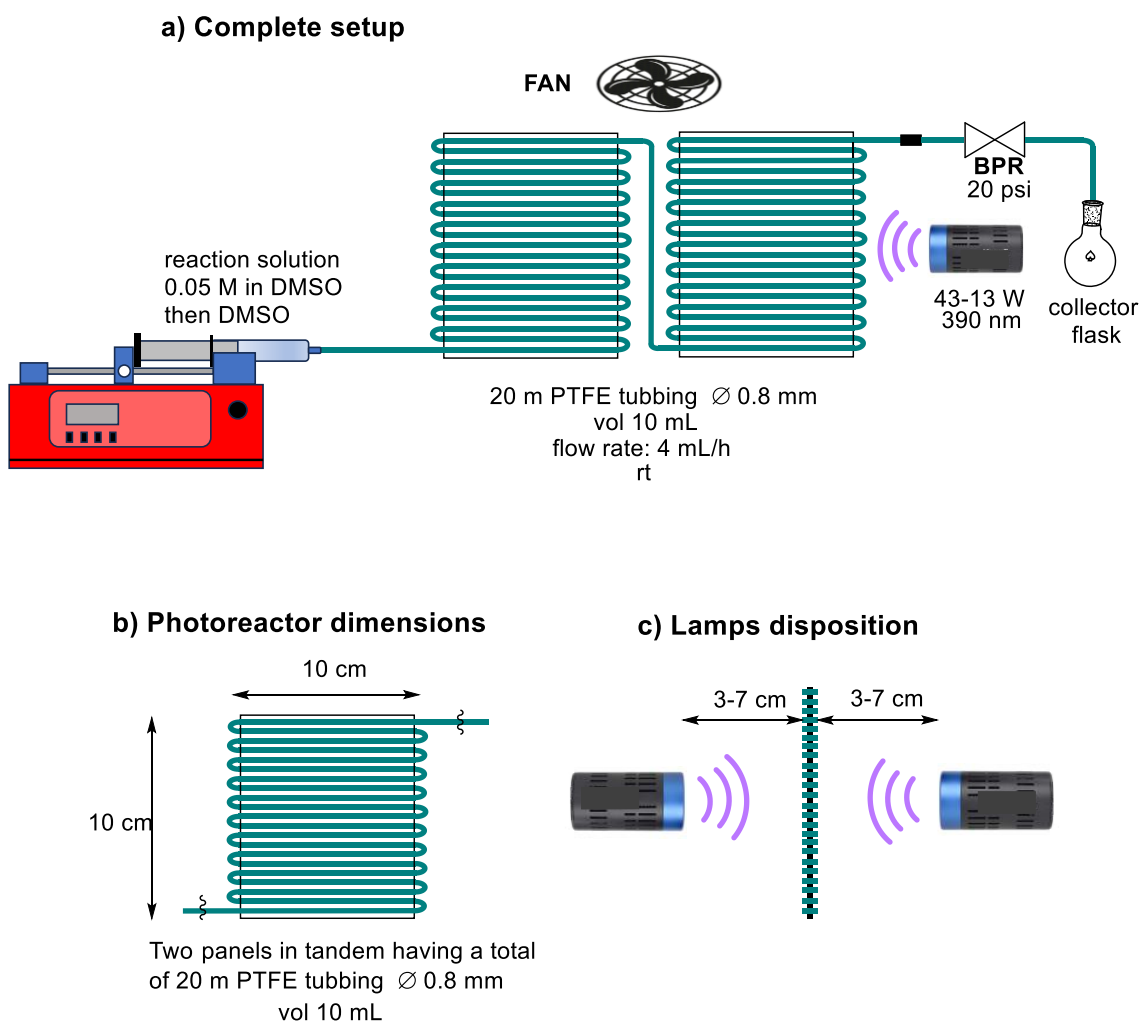 a) Complete setup
FAN
BPR
20 psi
reaction solution
0.05 M in DMSO
then DMSO
43-13 W
390 nm
collector
flask
20 m PTFE tubbing ∅ 0.8 mm
vol 10 mL
flow rate: 4 mL/h
rt
b) Photoreactor dimensions
10 cm
10 cm
Two panels in tandem having a total
of 20 m PTFE tubbing ∅ 0.8 mm
vol 10 mL
c) Lamps disposition
3-7 cm
3-7 cm